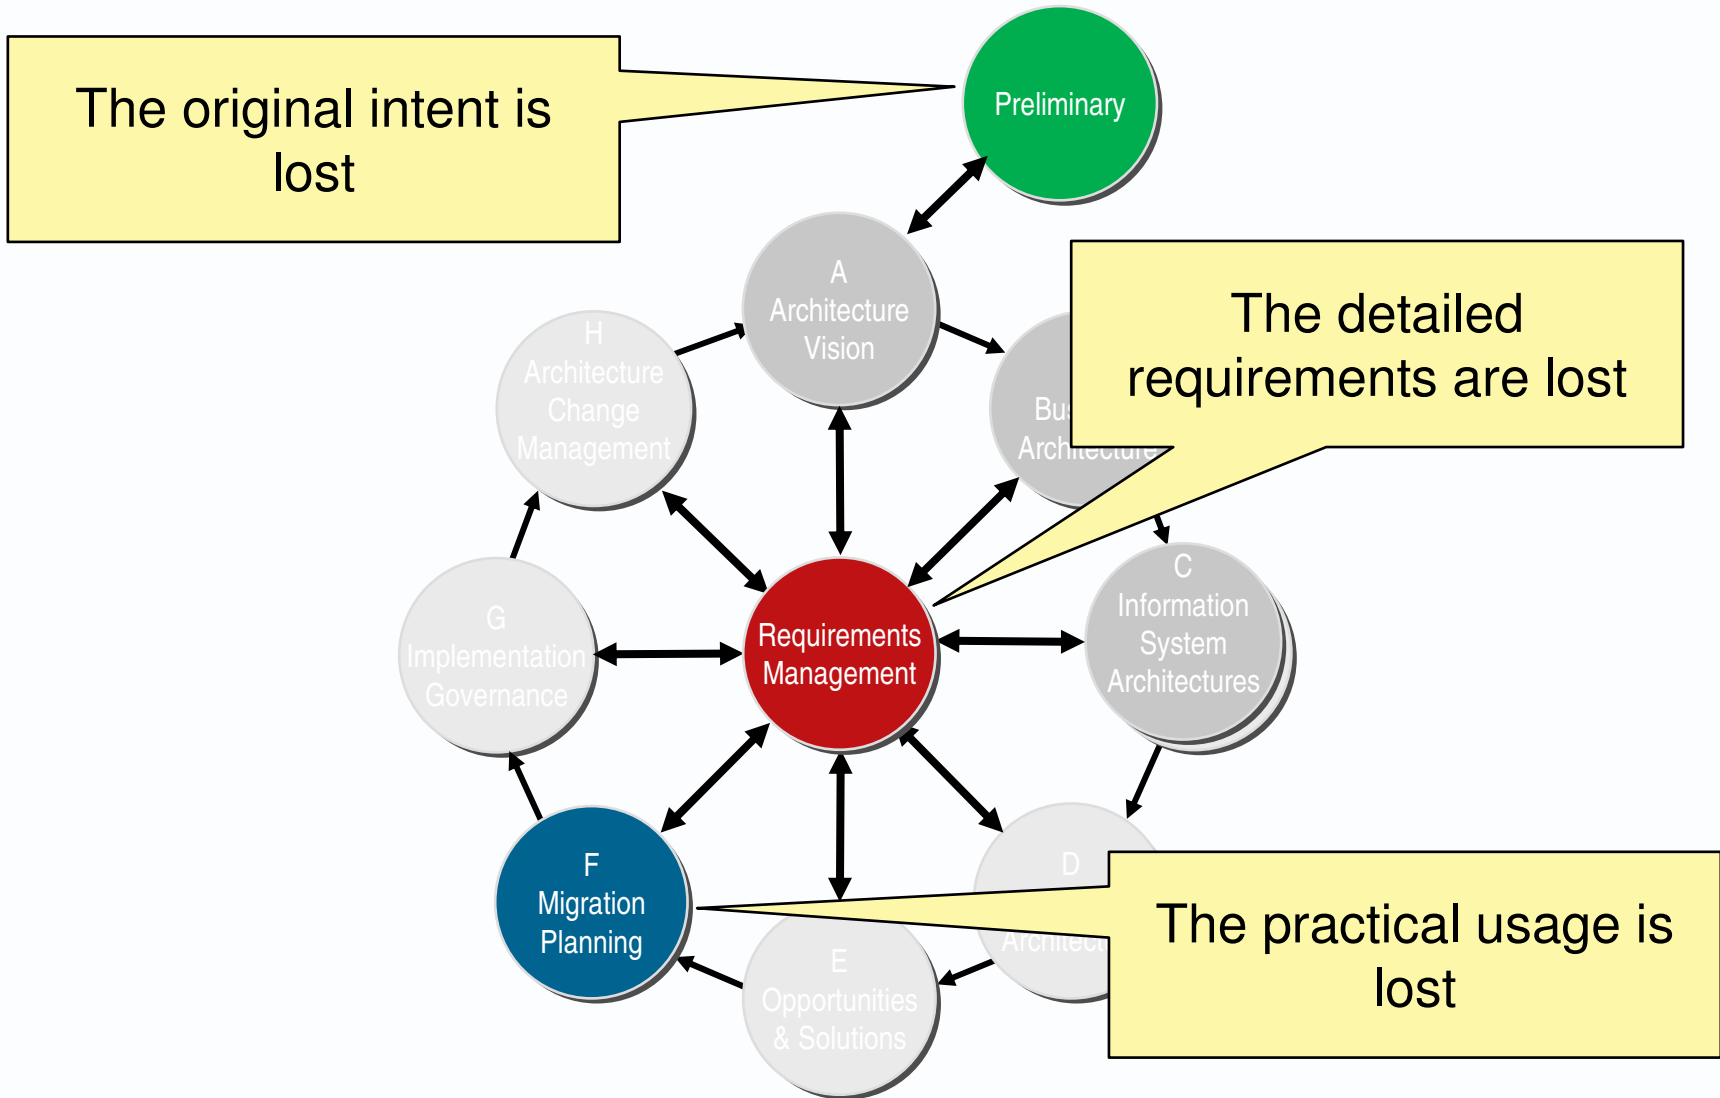 The original intent is
lost
Preliminary
A
Architecture
Vision
The detailed
requirements are lost
H
Architecture
Change
Management
Architecture
C
Information
System
Architectures
Requirements
Management
G
Implementation
Governance
F
Migration
Planning
D
The practical usage is
lost
E
Opportunities
& Solutions